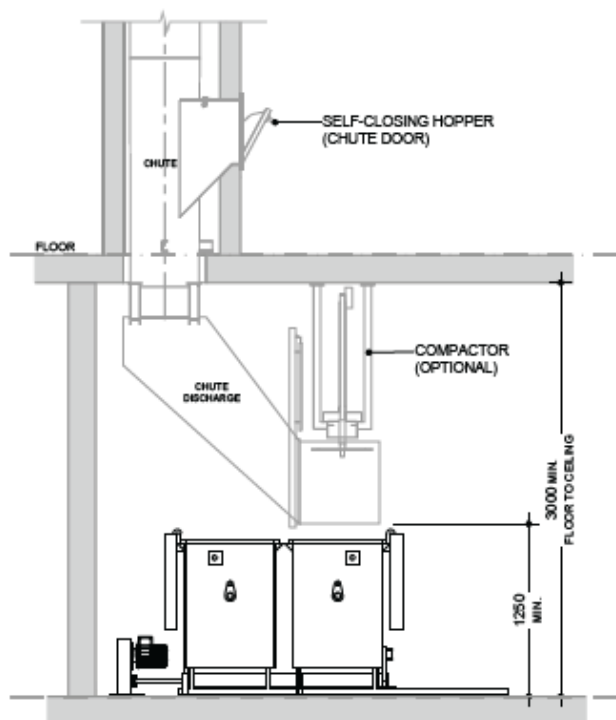 SELF-CLOSING HOPPER
(CHUTE DOOR)
CHUTE
FLOOR
COMPACTOR
(OPTIONAL)
CHUTE
DISCHARGE
3000 MIN.
FLOOR TO CEILING
1250
MIN.